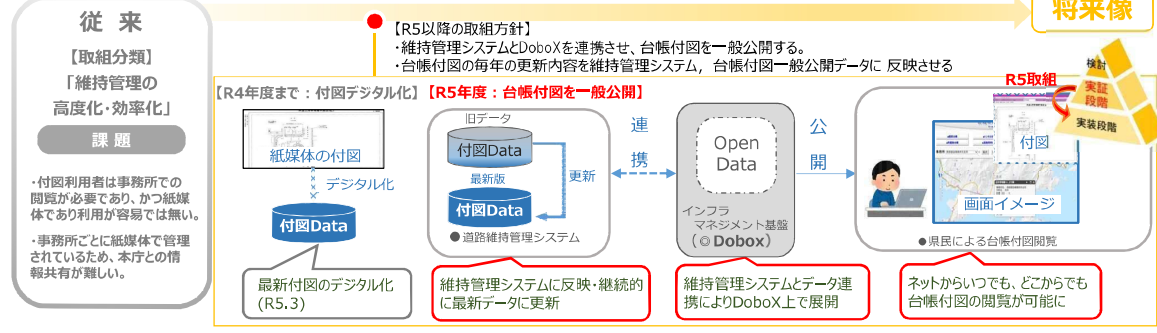 従 来
【取組分類】
「維持管理の
高度化・効率化」
課 題
・付図利用者は事務所での
閲覧が必要であり、かつ紙媒
体であり利用が容易では無い。
・事務所ごとに紙媒体で管理
されているため、本庁との情
報共有が難しい。
将来像
【R5以降の取組方針】
・維持管理システムとDoboXを連携させ、台帳付図を一般公開する。
・台帳付図の毎年の更新内容を維持管理システム, 台帳付図一般公開データに 反映させる
検討
R5取組
実証
段階
実装段階
【R4年度まで：付図デジタル化】
紙媒体の付図
デジタル化
付図Data
最新付図のデジタル化
(R5.3)
【R5年度：台帳付図を一般公開】
旧データ
付図Data
最新版
更新
付図Data
●道路維持管理システム
維持管理システムに反映・継続的
に最新データに更新
連
携
Open
Data
インフラ
マネジメント基盤
(◎Dobox)
維持管理システムとデータ連
携によりDoboX上で展開
公
開
付図
画面イメージ
●県民による台帳付図閲覧
ネットからいつでも、どこからでも
台帳付図の閲覧が可能に